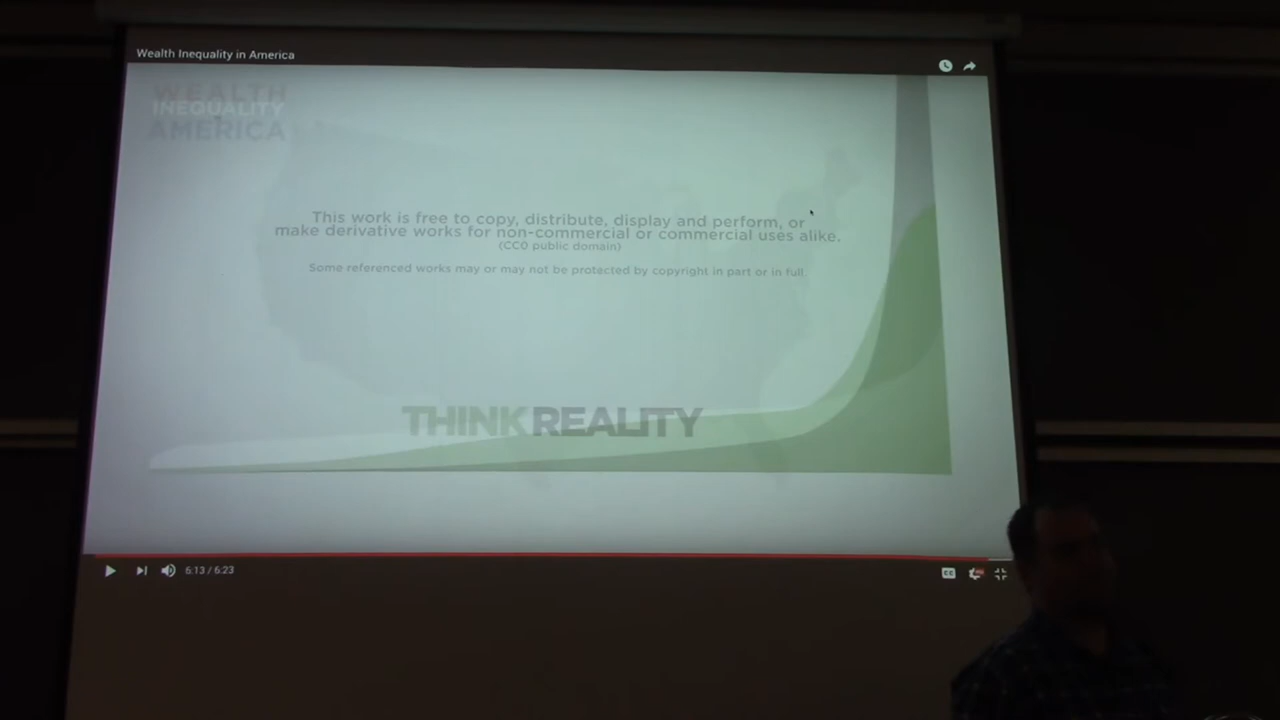 Wealth Inequality in America
WEALTH
INEQUALITY
AMERICA
This work is free to copy, distribute, display and perform, or
make derivative works for non-commercial or commercial uses alike.
(CC0 public domain)
Some referenced works may or may not be protected by copyright in part or in full.
THINKREALITY
6:13 / 6:23
CC